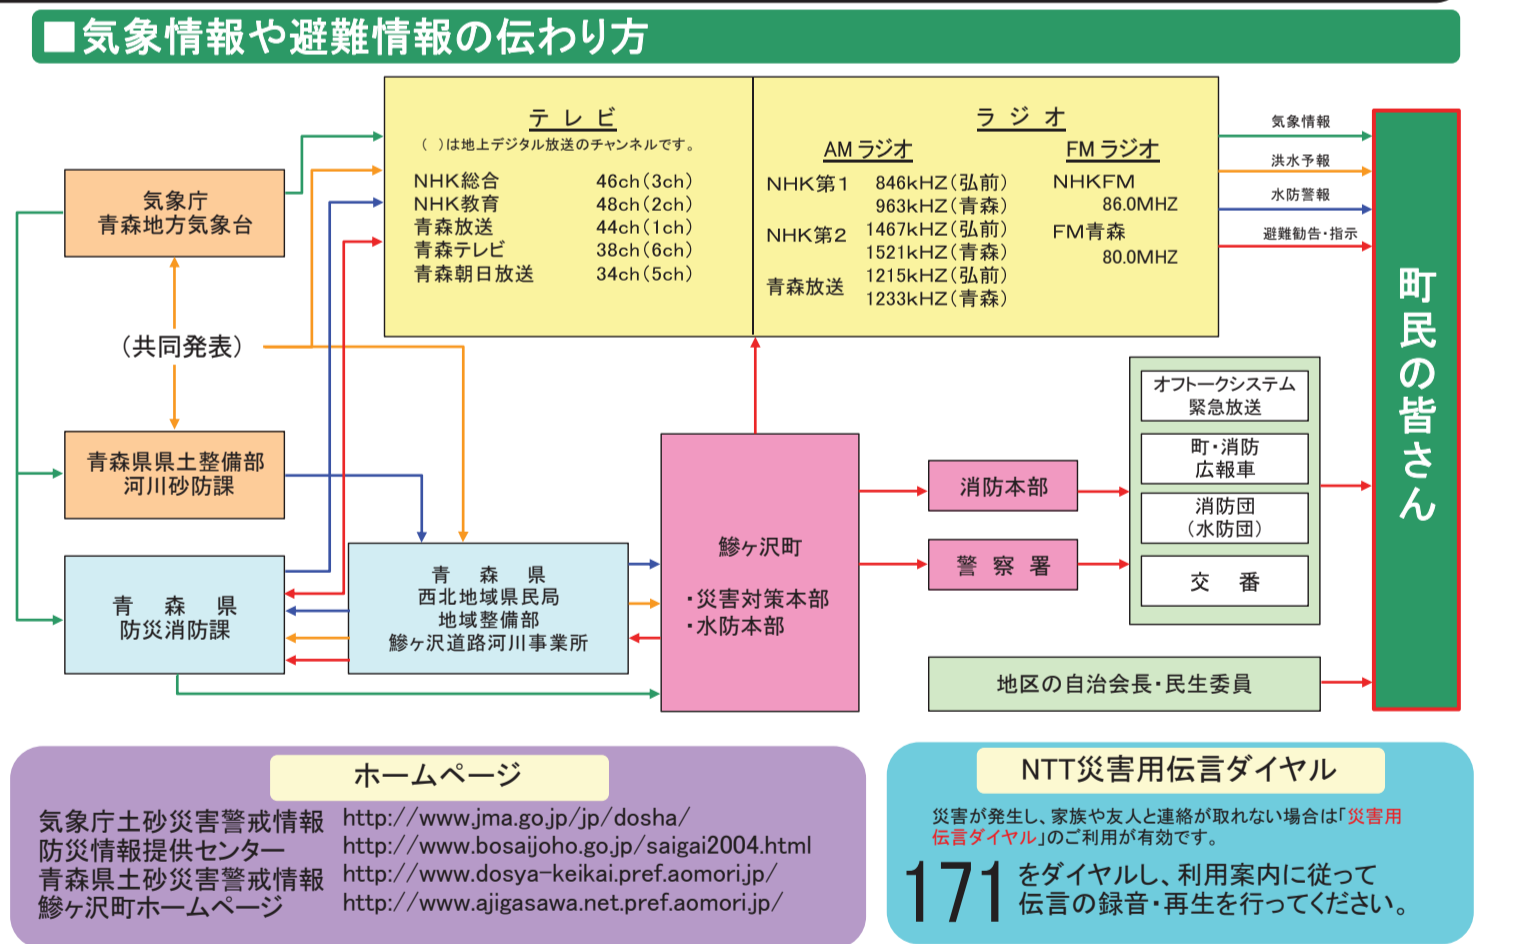 ■気象情報や避難情報の伝わり方
テレビ
（　）は地上デジタル放送のチャンネルです。
NHK総合 46ch（3ch）
NHK教育 48ch（2ch）
青森放送 44ch（1ch）
青森テレビ 38ch（6ch）
青森朝日放送 34ch（5ch）
ラジオ
AMラジオ
NHK第1 846kHZ（弘前）
963kHZ（青森）
NHK第2 1467kHZ（弘前）
1521kHZ（青森）
青森放送 1215kHZ（弘前）
1233kHZ（青森）
FMラジオ
NHKFM
86.0MHZ
FM青森
80.0MHZ
気象情報
洪水予報
水防警報
避難勧告・指示
町民の皆さん
気象庁
青森地方気象台
（共同発表）
青森県県土整備部
河川砂防課
青森県
防災消防課
青森県
西北地域県民局
地域整備部
鰺ヶ沢道路河川事業所
鰺ヶ沢町
・災害対策本部
・水防本部
消防本部
警察署
オフトークシステム
緊急放送
町・消防
広報車
消防団
（水防団）
交番
地区の自治会長・民生委員
ホームページ
気象庁土砂災害警戒情報 http://www.jma.go.jp/jp/dosha/
防災情報提供センター http://www.bosaijoho.go.jp/saigai2004.html
青森県土砂災害警戒情報 http://www.dosya-keikai.pref.aomori.jp/
鰺ヶ沢町ホームページ http://www.ajigasawa.net.pref.aomori.jp/
NTT災害用伝言ダイヤル
災害が発生し、家族や友人と連絡が取れない場合は「災害用
伝言ダイヤル」のご利用が有効です。
171をダイヤルし、利用案内に従って
伝言の録音・再生を行ってください。